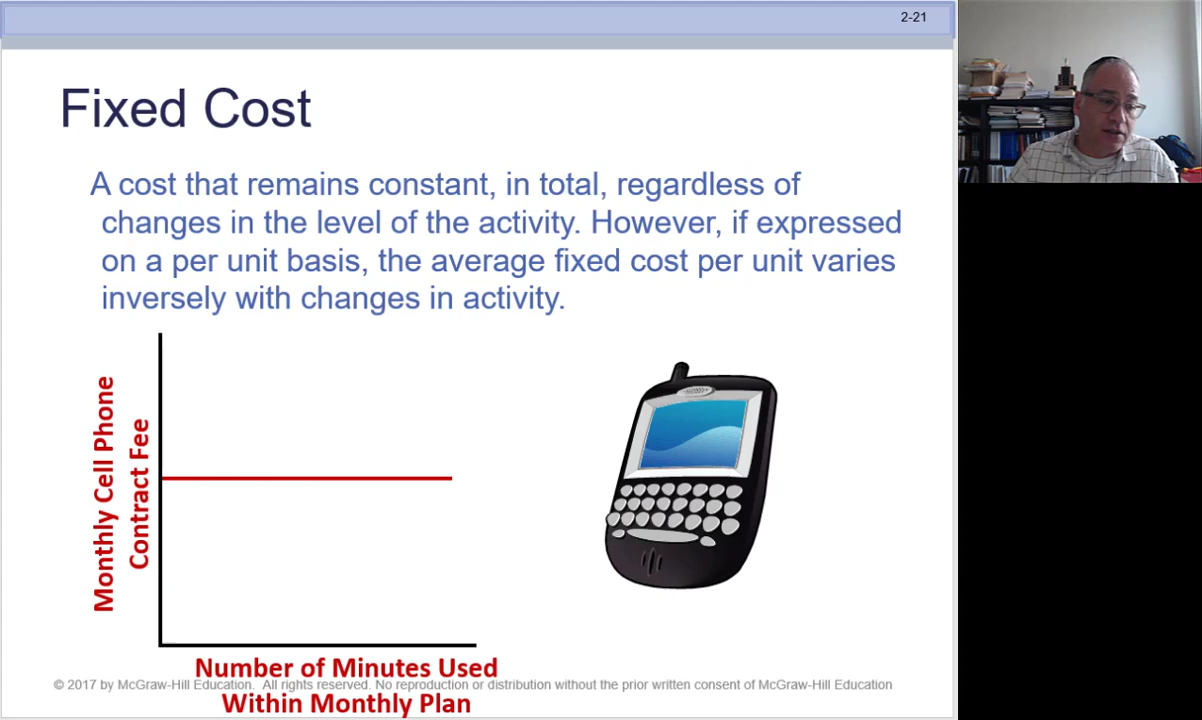 2-21
Fixed Cost
A cost that remains constant, in total, regardless of
changes in the level of the activity. However, if expressed
on a per unit basis, the average fixed cost per unit varies
inversely with changes in activity.
Monthly Cell Phone
Contract Fee
Number of Minutes Used
© 2017 by McGraw-Hill Education. All rights reserved. No reproduction or distribution without the prior written consent of McGraw-Hill Education
Within Monthly Plan